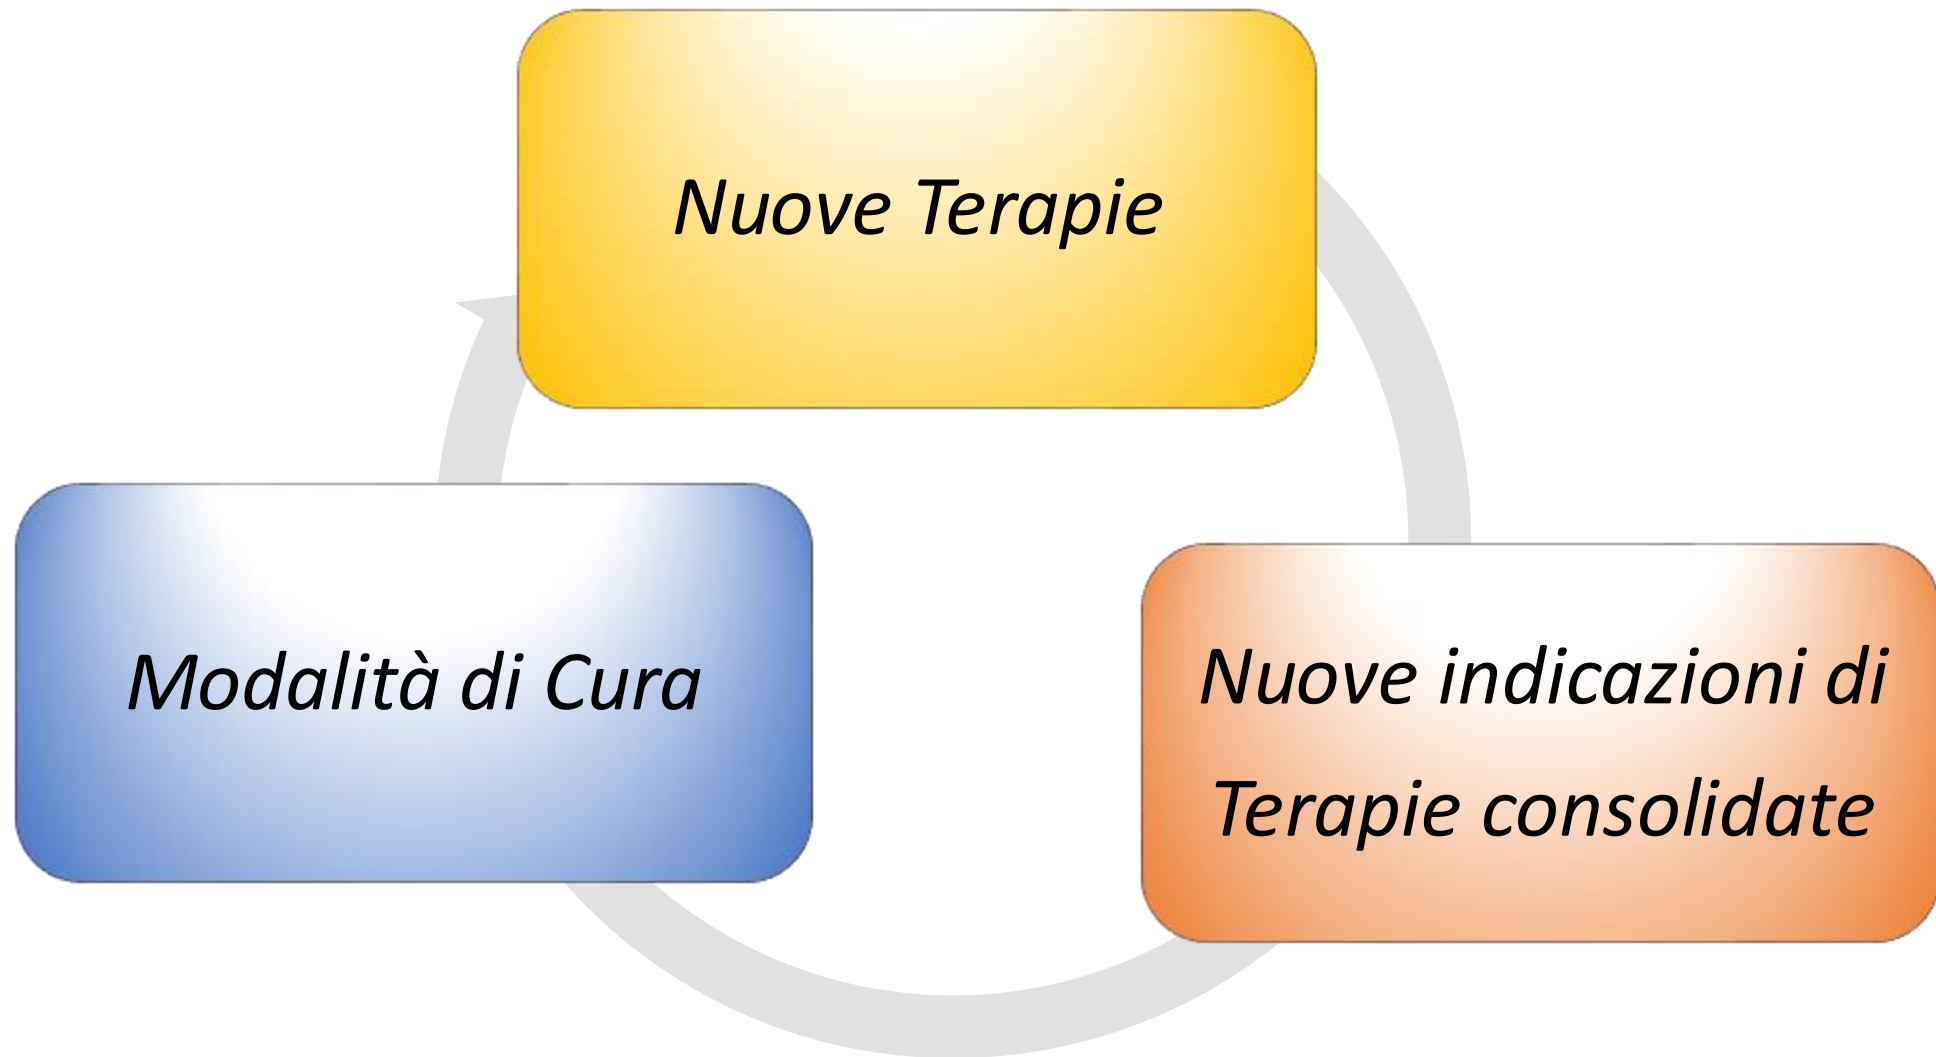 Nuove Terapie
Modalità di Cura
Nuove indicazioni di
Terapie consolidate